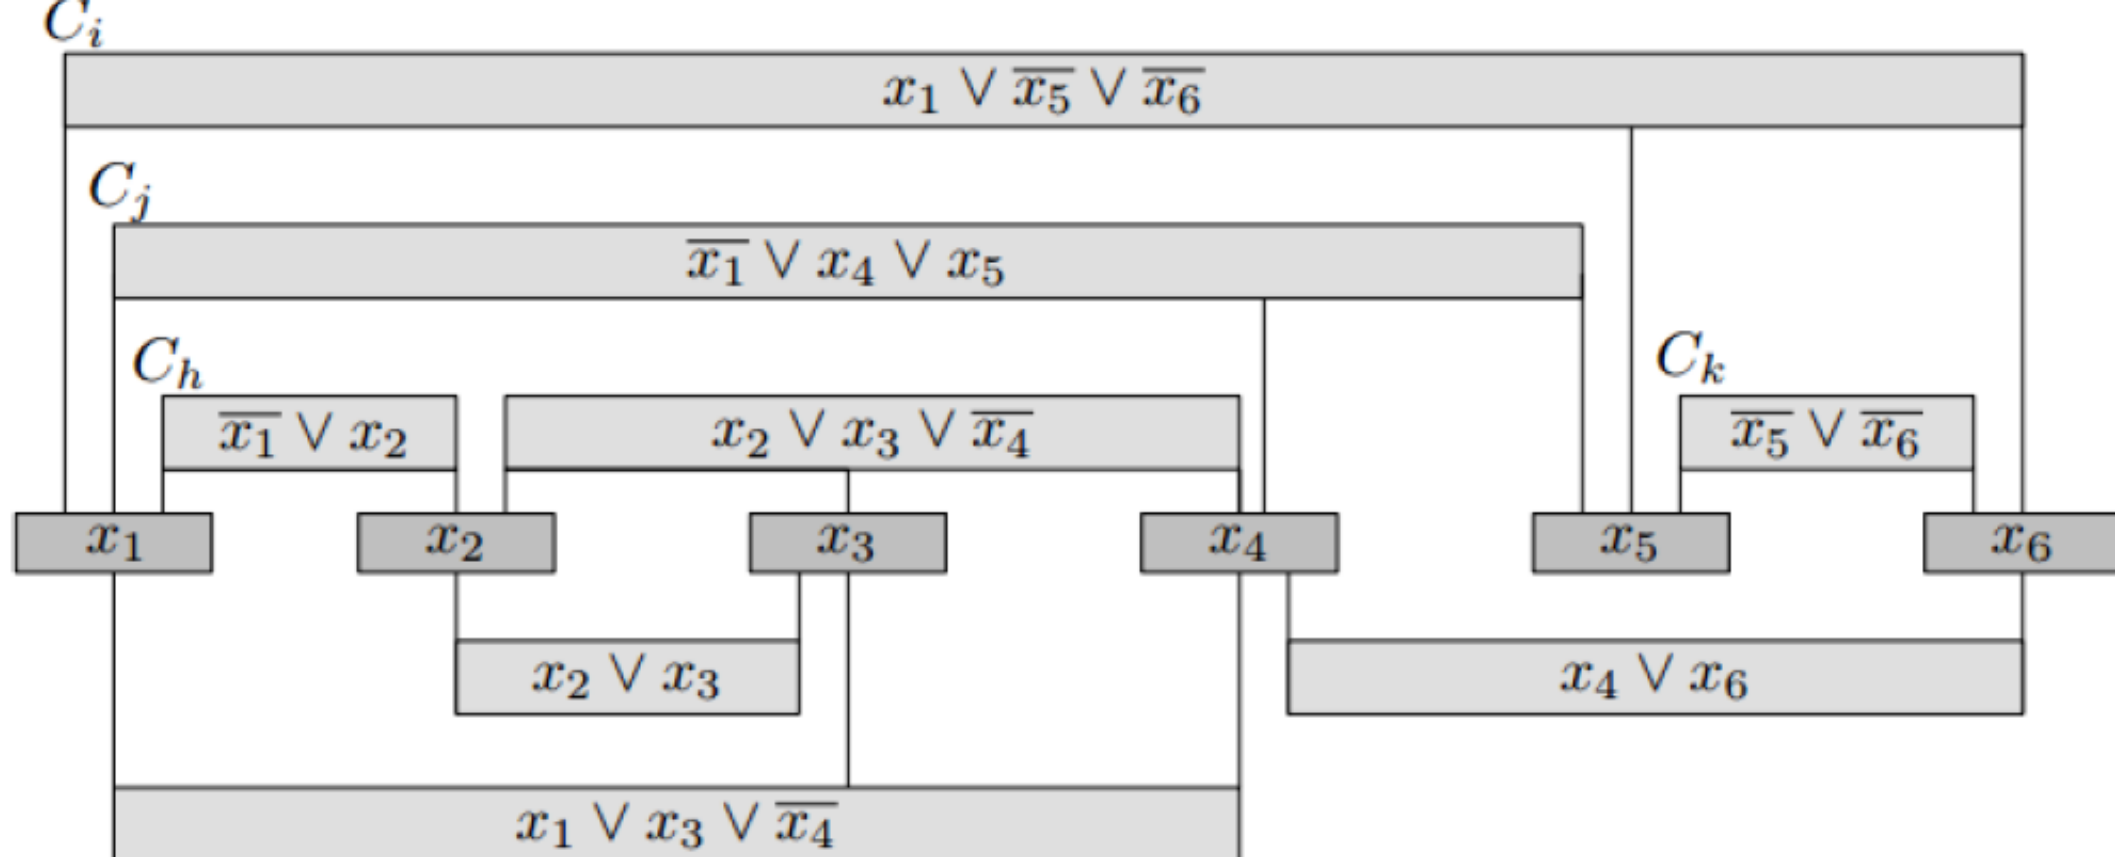 C_i
x_1 ∨ \overline{x_5} ∨ \overline{x_6}
C_j
\overline{x_1} ∨ x_4 ∨ x_5
C_h
C_k
\overline{x_1} ∨ x_2
x_2 ∨ x_3 ∨ \overline{x_4}
\overline{x_5} ∨ \overline{x_6}
x_1
x_2
x_3
x_4
x_5
x_6
x_2 ∨ x_3
x_4 ∨ x_6
x_1 ∨ x_3 ∨ \overline{x_4}